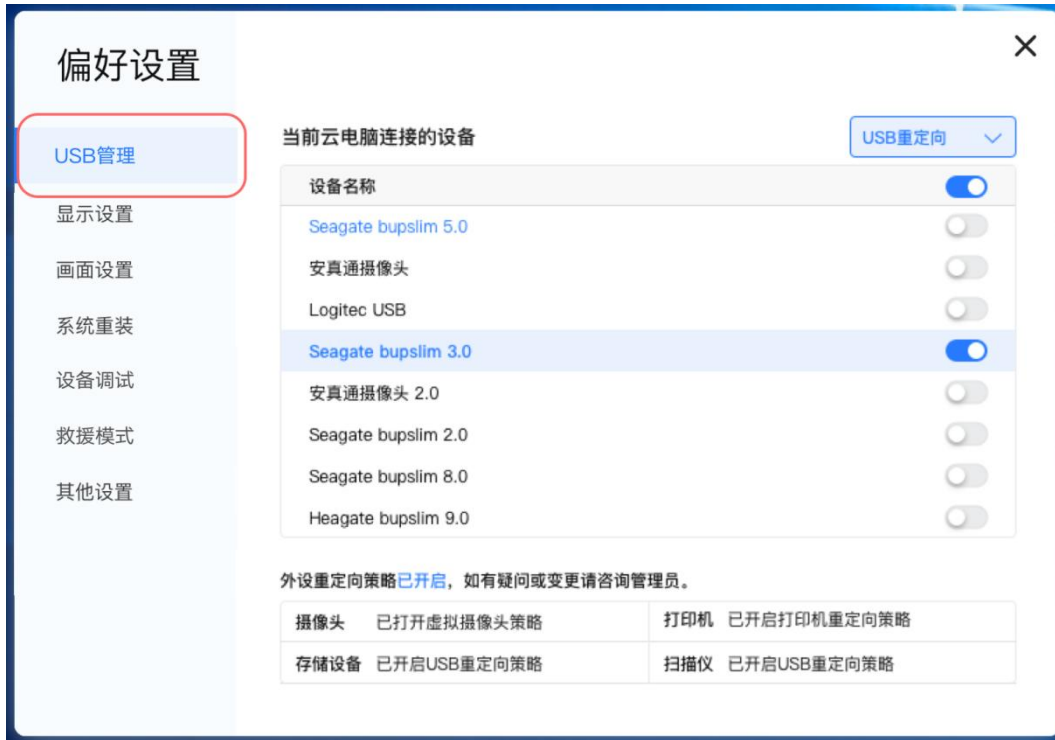 偏好设置
USB管理
显示设置
画面设置
系统重装
设备调试
救援模式
其他设置
当前云电脑连接的设备
USB重定向
设备名称
Seagate bupslim 5.0
安真通摄像头
Logitec USB
Seagate bupslim 3.0
安真通摄像头 2.0
Seagate bupslim 2.0
Seagate bupslim 8.0
Heagate bupslim 9.0
外设重定向策略已开启，如有疑问或变更请咨询管理员。
摄像头 已打开虚拟摄像头策略
打印机 已开启打印机重定向策略
存储设备 已开启USB重定向策略
扫描仪 已开启USB重定向策略